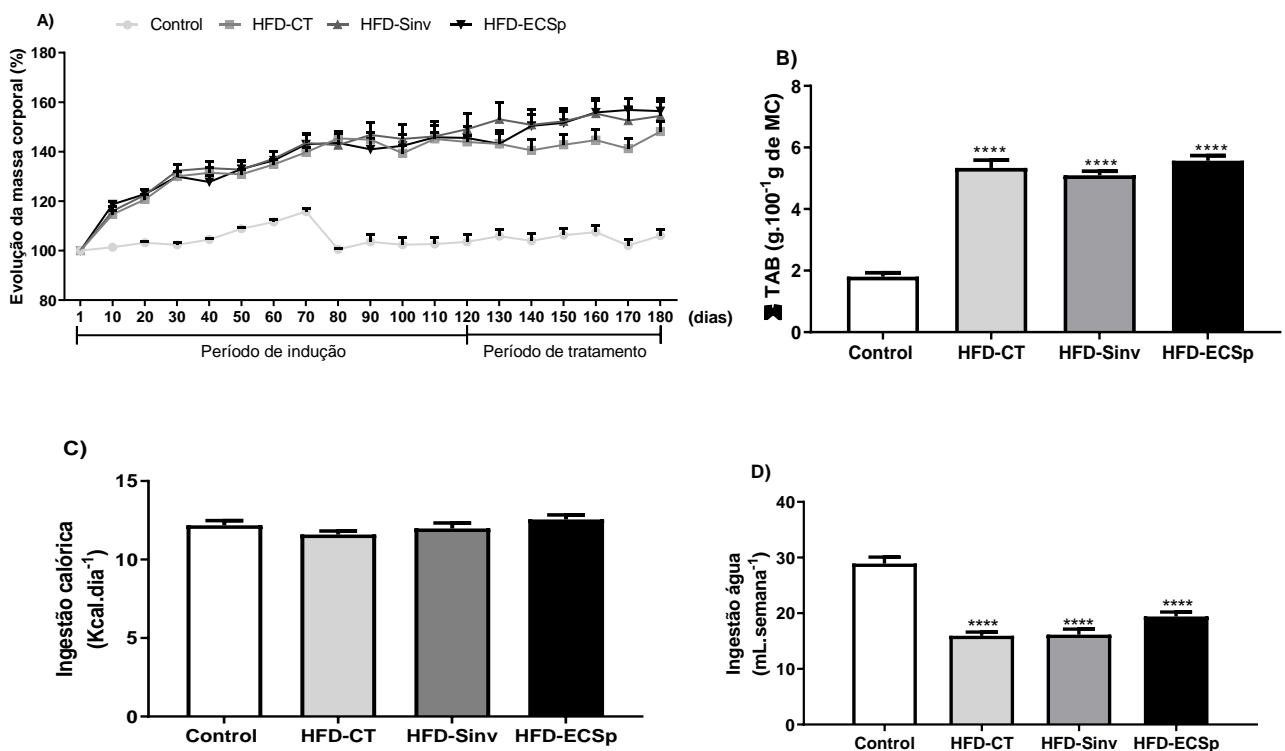 A)
Control HFD-CT HFD-Sinv HFD-ECSp
Evolução da massa corporal (%)
180
160
140
120
100
80
1 10 20 30 40 50 60 70 80 90 100 110 120 130 140 150 160 170 180 (dias)
Período de indução Período de tratamento
B)
TAB (g.100⁻¹g de MC)
8
6
4
2
0
**** **** ****
Control HFD-CT HFD-Sinv HFD-ECSp
C)
Ingestão calórica
(Kcal.dia⁻¹)
15
10
5
0
Control HFD-CT HFD-Sinv HFD-ECSp
D)
Ingestão água
(mL.semana⁻¹)
40
30
20
10
0
**** **** ****
Control HFD-CT HFD-Sinv HFD-ECSp